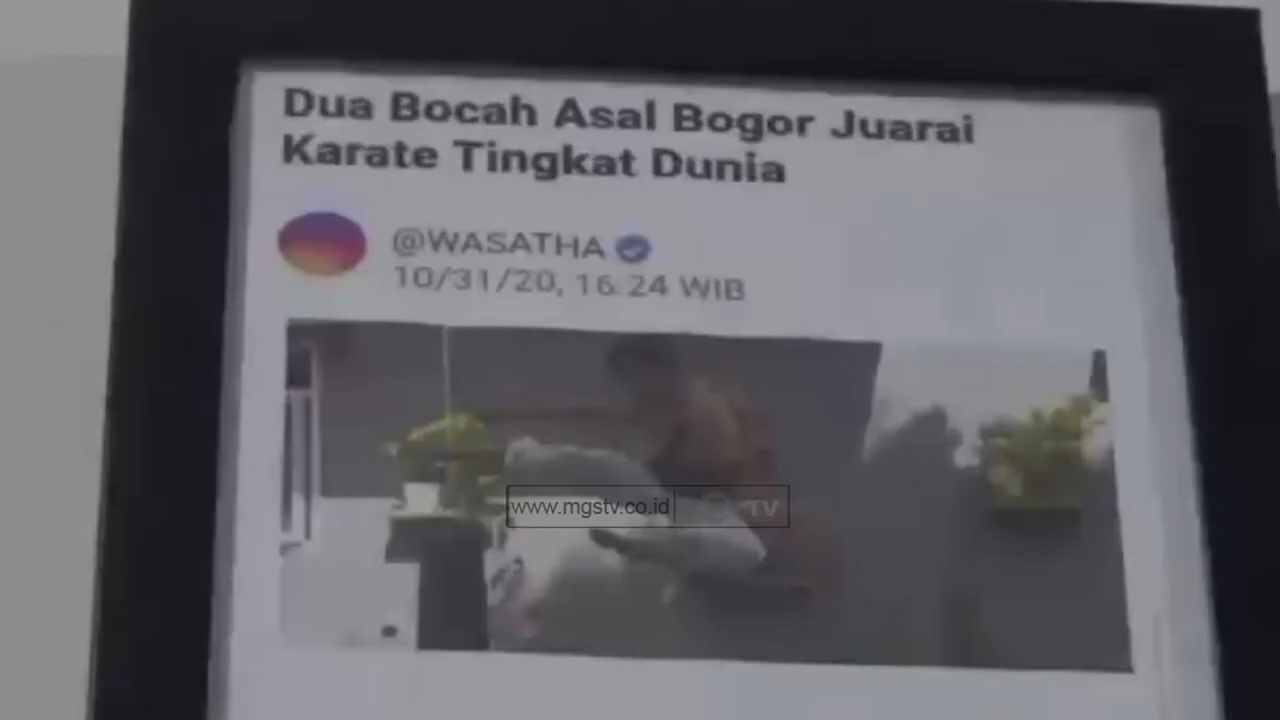 Dua Bocah Asal Bogor Juarai
Karate Tingkat Dunia
@WASATHA
10/31/20, 16:24 WIB
www.mgstv.co.id
TV